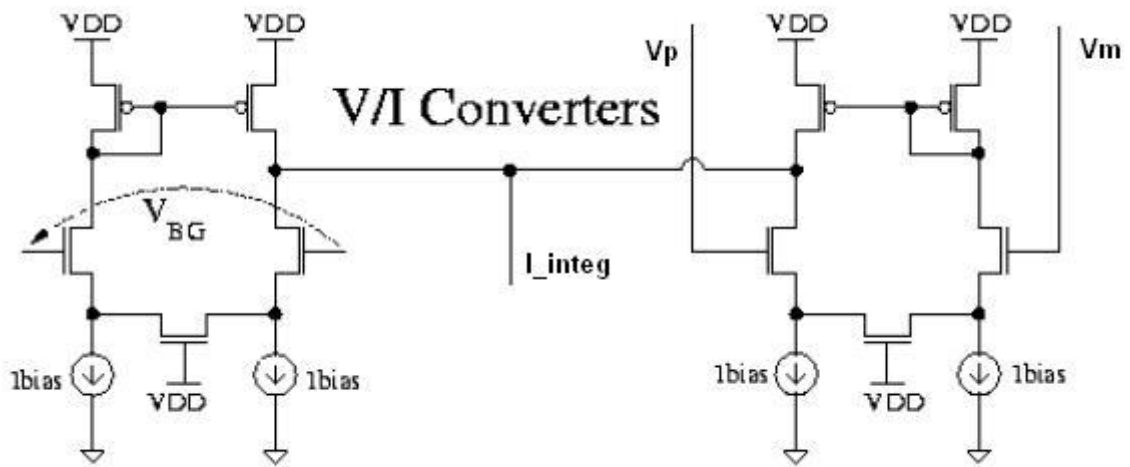 VDD
VDD
Vp
VDD
VDD
Vm
V/I Converters
VBG
I_integ
Ibias
Ibias
Ibias
Ibias
VDD
VDD